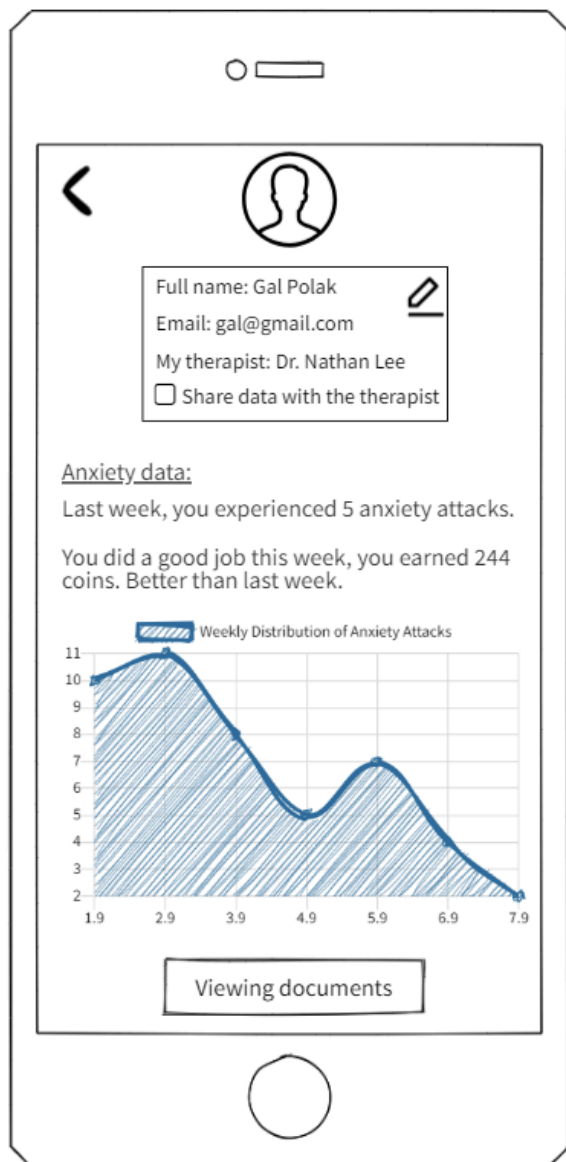 Full name: Gal Polak
Email: gal@gmail.com
My therapist: Dr. Nathan Lee
Share data with the therapist
Anxiety data:
Last week, you experienced 5 anxiety attacks.
You did a good job this week, you earned 244
coins. Better than last week.
Weekly Distribution of Anxiety Attacks
11
10
9
8
7
6
5
4
3
2
1.9 2.9 3.9 4.9 5.9 6.9 7.9
Viewing documents